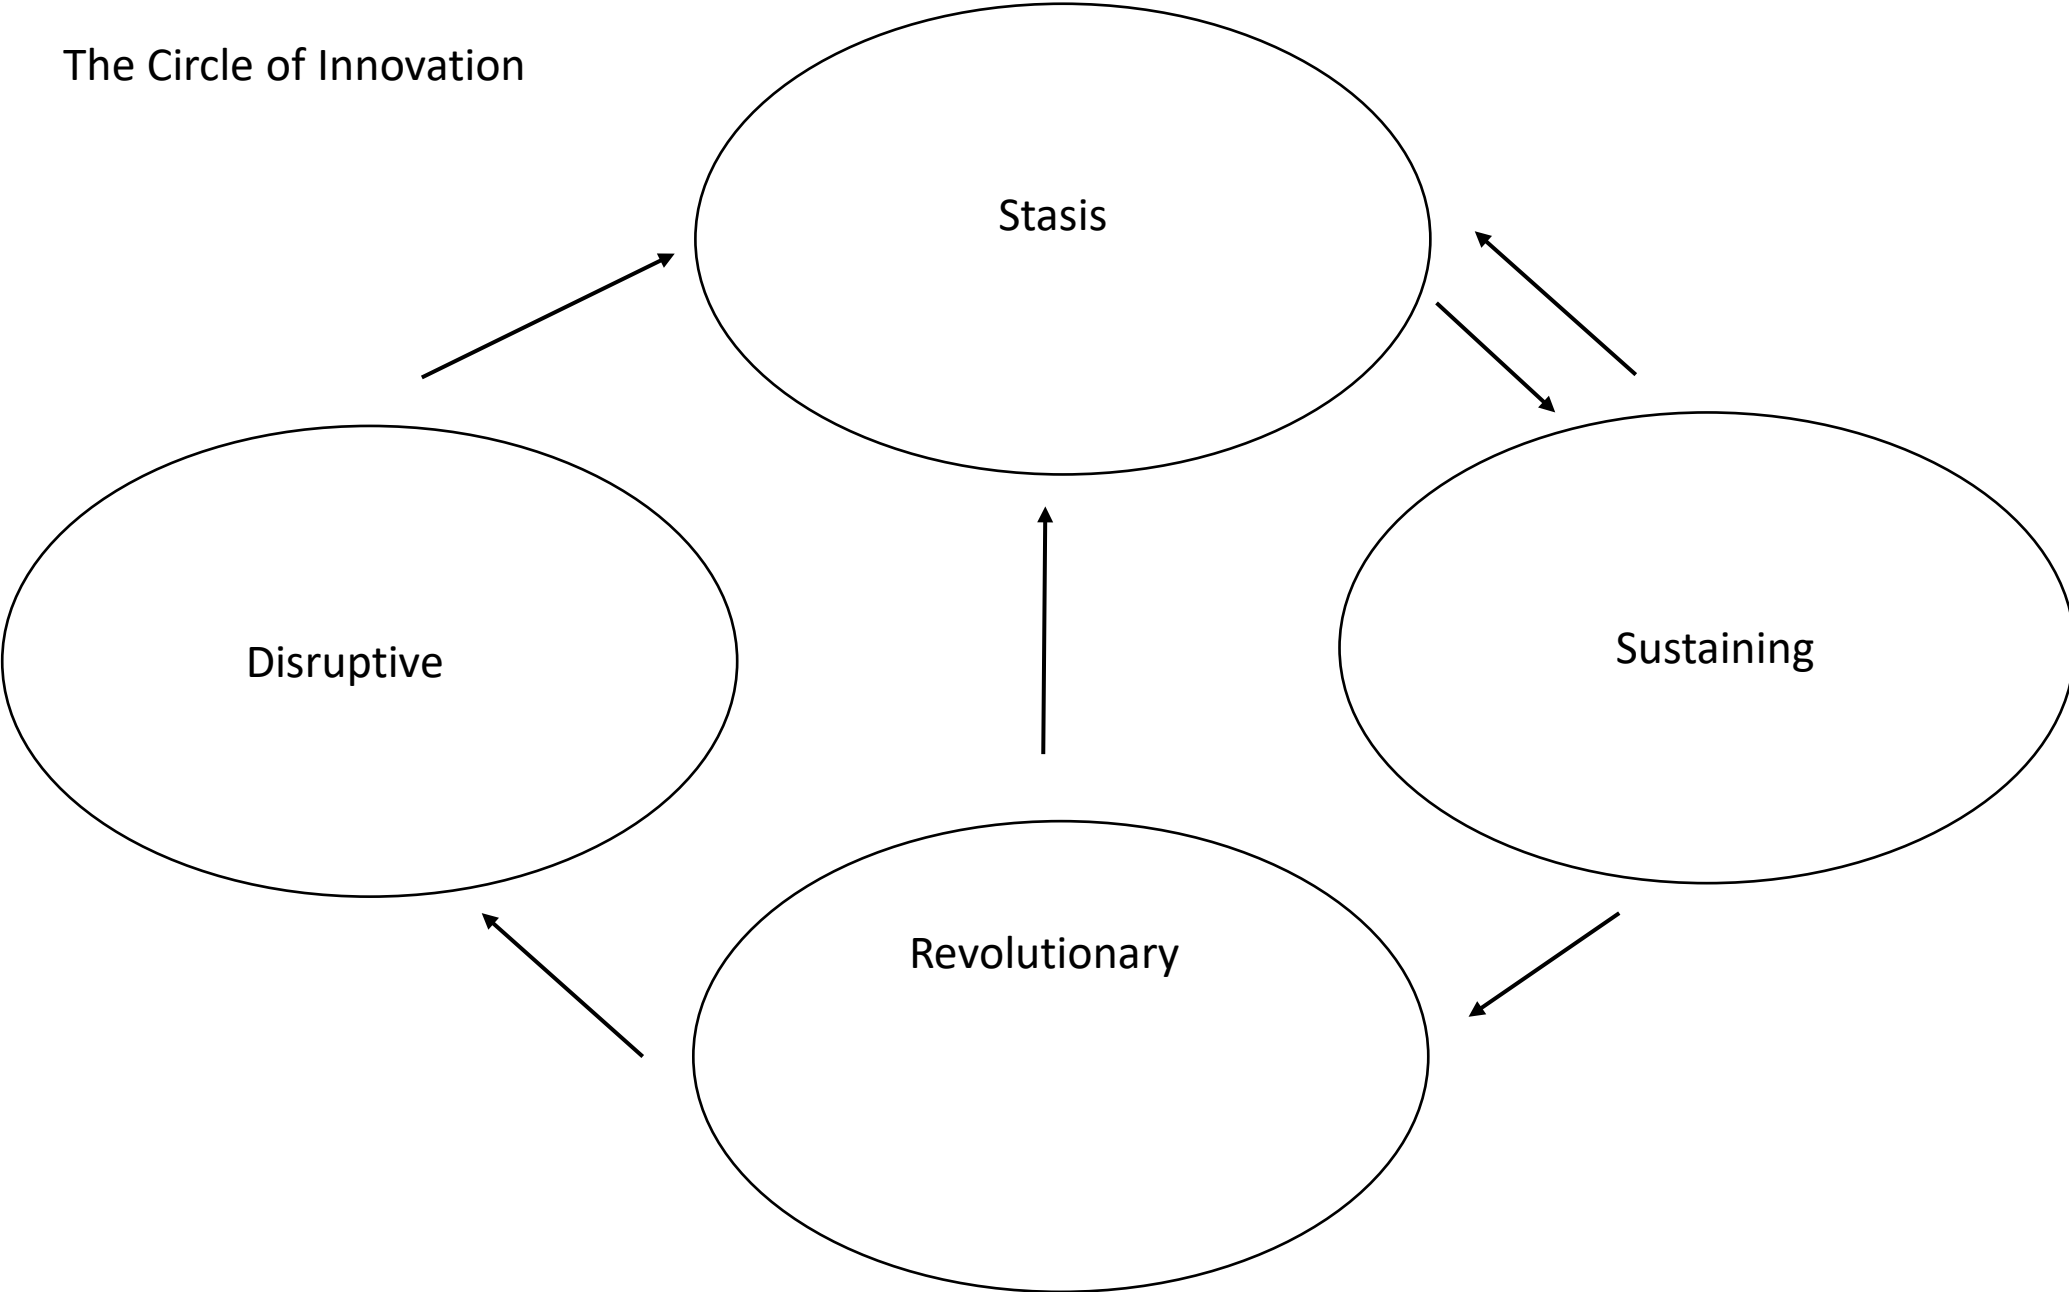 The Circle of Innovation
Stasis
Disruptive
Sustaining
Revolutionary